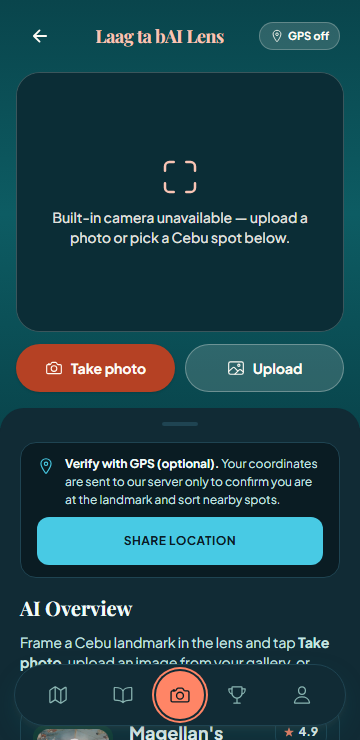 Laag ta bAI Lens
GPS off
Built-in camera unavailable — upload a
photo or pick a Cebu spot below.
Take photo
Upload
Verify with GPS (optional). Your coordinates
are sent to our server only to confirm you are
at the landmark and sort nearby spots.
SHARE LOCATION
AI Overview
Frame a Cebu landmark in the lens and tap Take
photo, upload an image from your gallery, or
Magellan's
4.9